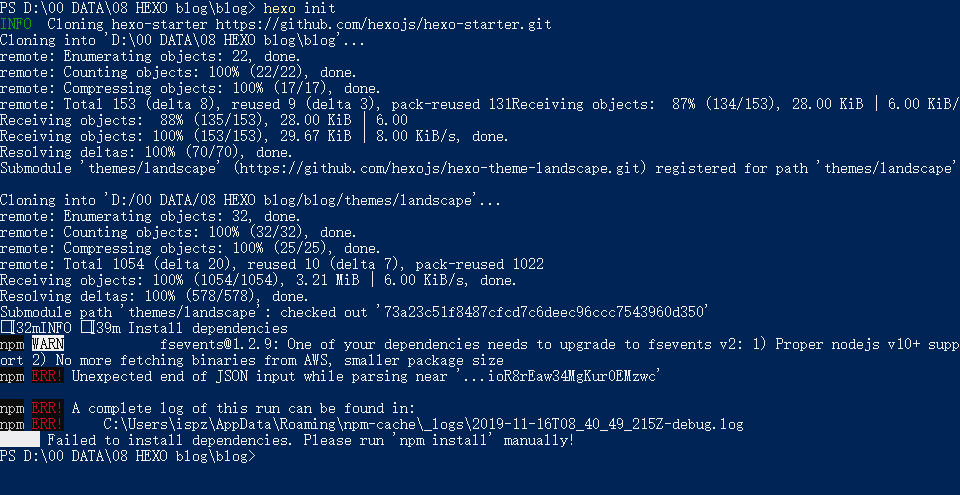 PS D:\00 DATA\08 HEXO blog\blog> hexo init
INFO  Cloning hexo-starter https://github.com/hexojs/hexo-starter.git
Cloning into 'D:\00 DATA\08 HEXO blog\blog'...
remote: Enumerating objects: 22, done.
remote: Counting objects: 100% (22/22), done.
remote: Compressing objects: 100% (17/17), done.
remote: Total 153 (delta 8), reused 9 (delta 3), pack-reused 131Receiving objects:  87% (134/153), 28.00 KiB | 6.00 KiB/
Receiving objects:  88% (135/153), 28.00 KiB | 6.00
Receiving objects: 100% (153/153), 29.67 KiB | 8.00 KiB/s, done.
Resolving deltas: 100% (70/70), done.
Submodule 'themes/landscape' (https://github.com/hexojs/hexo-theme-landscape.git) registered for path 'themes/landscape'
Cloning into 'D:/00 DATA/08 HEXO blog/blog/themes/landscape'...
remote: Enumerating objects: 32, done.
remote: Counting objects: 100% (32/32), done.
remote: Compressing objects: 100% (25/25), done.
remote: Total 1054 (delta 20), reused 10 (delta 7), pack-reused 1022
Receiving objects: 100% (1054/1054), 3.21 MiB | 6.00 KiB/s, done.
Resolving deltas: 100% (578/578), done.
Submodule path 'themes/landscape': checked out '73a23c51f8487cfcd7c6deec96ccc7543960d350'
[32mINFO [39m Install dependencies
npm WARN fsevents@1.2.9: One of your dependencies needs to upgrade to fsevents v2: 1) Proper nodejs v10+ supp
ort 2) No more fetching binaries from AWS, smaller package size
npm ERR! Unexpected end of JSON input while parsing near '...ioR8rEaw34MgKurOEMzwc'
npm ERR! A complete log of this run can be found in:
npm ERR!     C:\Users\ispz\AppData\Roaming\npm-cache\_logs\2019-11-16T08_40_49_215Z-debug.log
Failed to install dependencies. Please run 'npm install' manually!
PS D:\00 DATA\08 HEXO blog\blog>